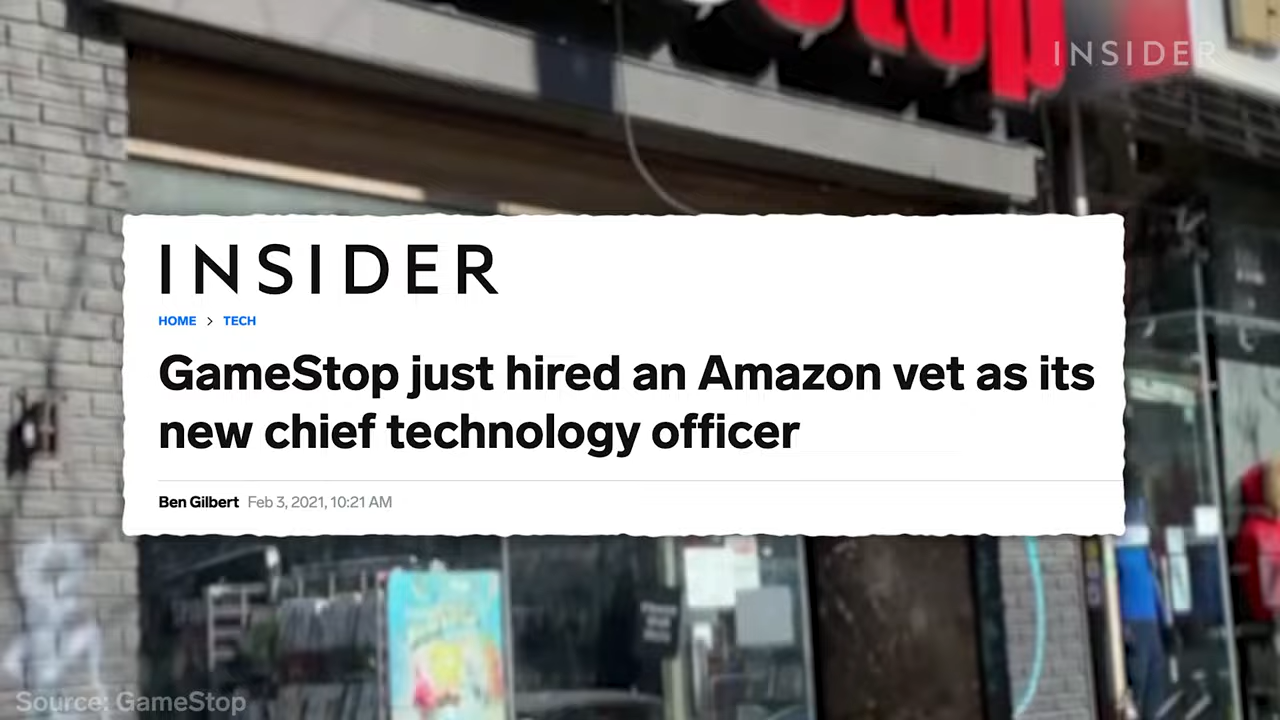 stop
INSIDER
INSIDER
HOME > TECH
GameStop just hired an Amazon vet as its
new chief technology officer
Ben Gilbert Feb 3, 2021, 10:21 AM
Source: GameStop